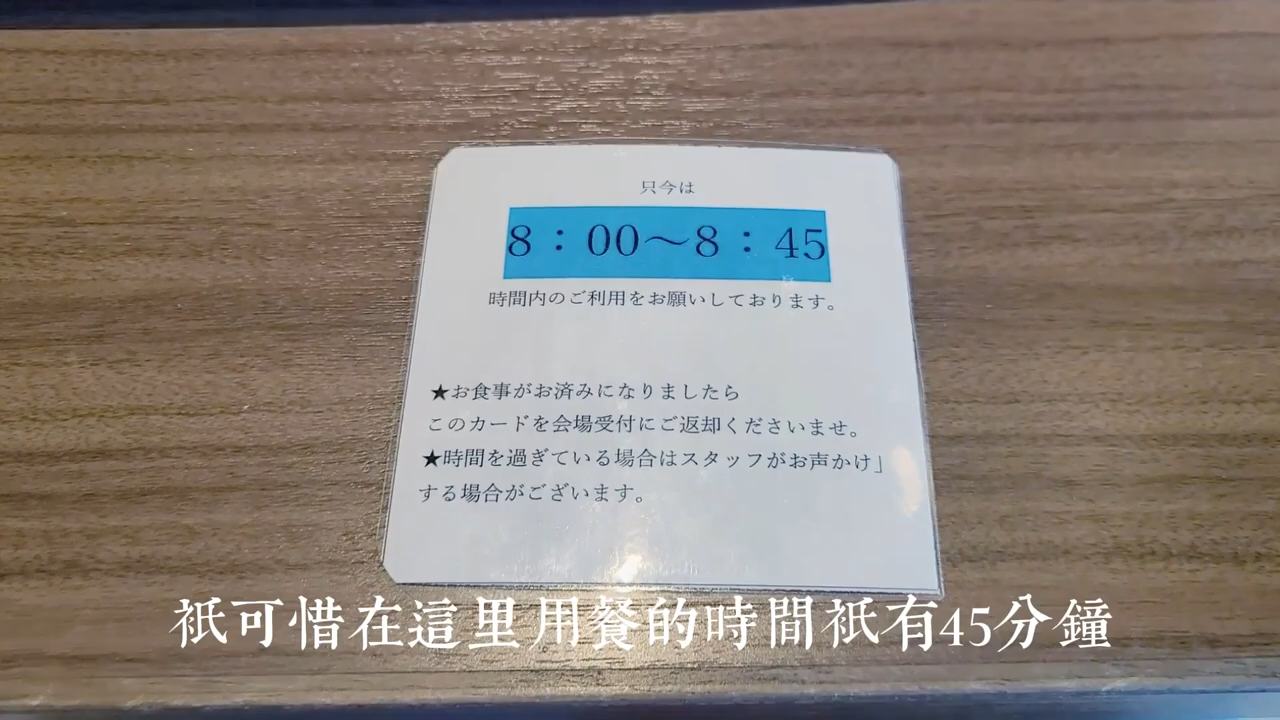 只今は
8：00～8：45
時間内のご利用をお願いしております。
★お食事がお済みになりましたら
このカードを会場受付にご返却くださいませ。
★時間を過ぎている場合はスタッフがお声かけ」
する場合がございます。
衹可惜在這里用餐的時間衹有45分鐘